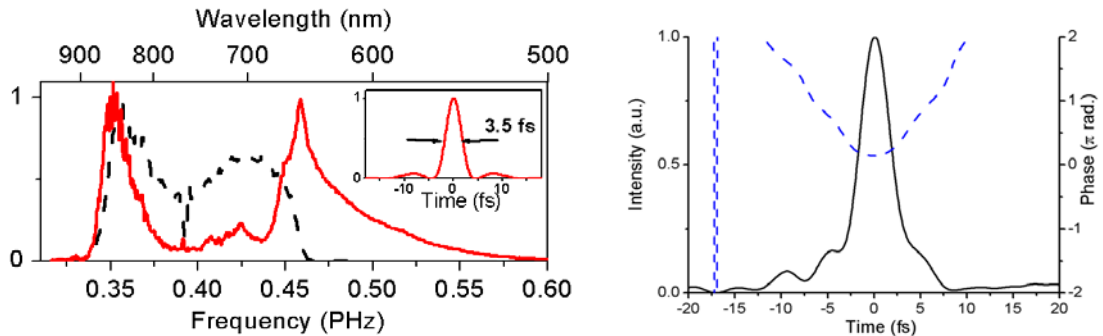 Wavelength (nm)
900 800 700 600 500
1
0
3.5 fs
-10 0 10
Time (fs)
0.35 0.40 0.45 0.50 0.55 0.60
Frequency (PHz)
Intensity (a.u.)
1.0
0.5
0.0
-20 -15 -10 -5 0 5 10 15 20
Time (fs)
2
1
0
-1
-2
Phase (π rad.)